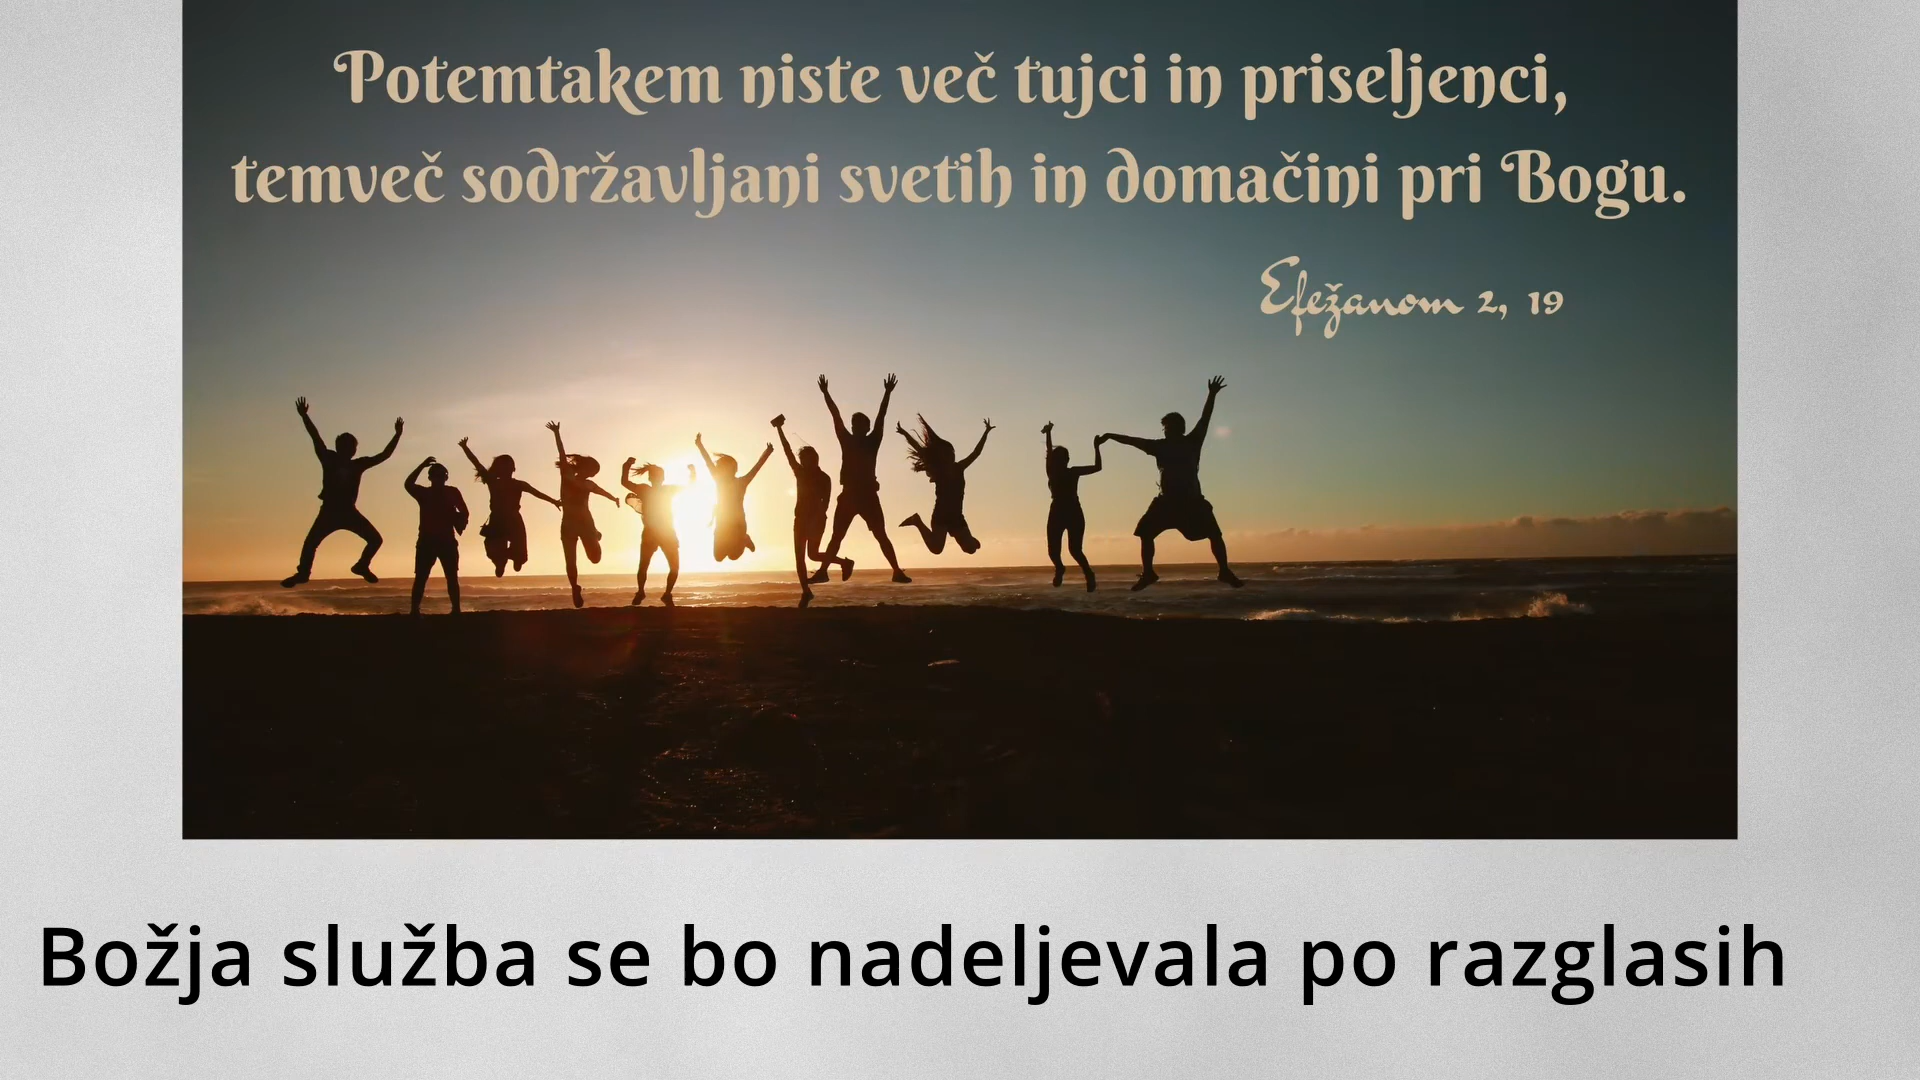 Potemtakem niste več tujci in priseljenci,
temveč sodržavljani svetih in domačini pri Bogu.
Efežanom 2, 19
Božja služba se bo nadeljevala po razglasih